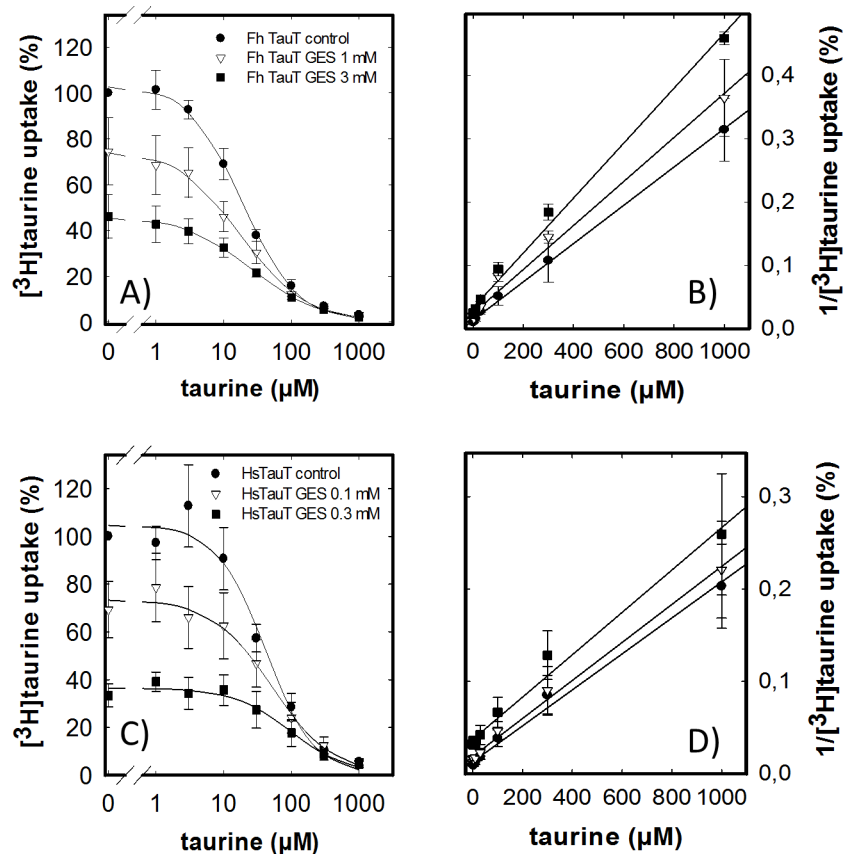 [³H]taurine uptake (%)
120
100
80
60
40
20
0
Fh TauT control
Fh TauT GES 1 mM
Fh TauT GES 3 mM
A)
0 1 10 100 1000
taurine (µM)
B)
1/[³H]taurine uptake (%)
0,4
0,3
0,2
0,1
0,0
0 200 400 600 800 1000
taurine (µM)
[³H]taurine uptake (%)
120
100
80
60
40
20
0
HsTauT control
HsTauT GES 0.1 mM
HsTauT GES 0.3 mM
C)
0 1 10 100 1000
taurine (µM)
D)
1/[³H]taurine uptake (%)
0,3
0,2
0,1
0,0
0 200 400 600 800 1000
taurine (µM)